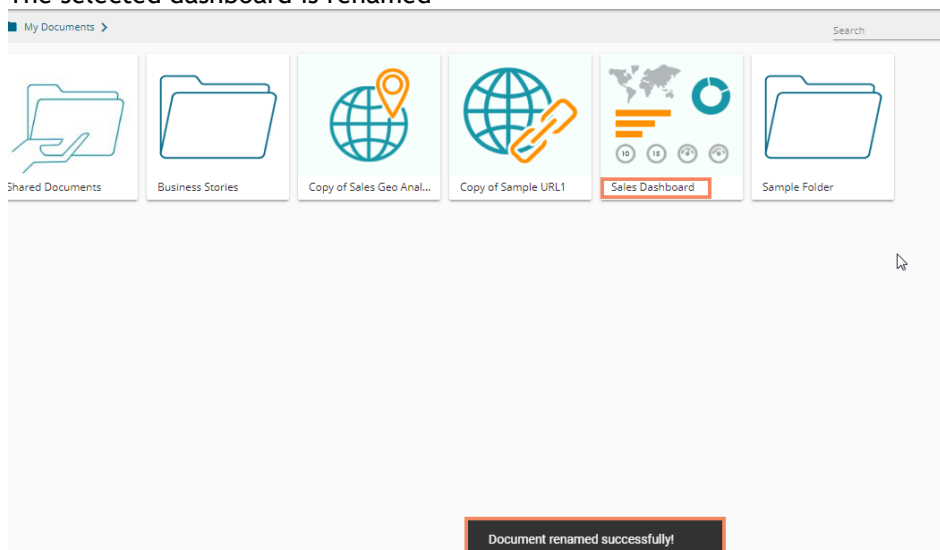 The selected dashboard is renamed
My Documents >
Search
Shared Documents
Business Stories
Copy of Sales Geo Anal...
Copy of Sample URL1
10 15
Sales Dashboard
Sample Folder
Document renamed successfully!